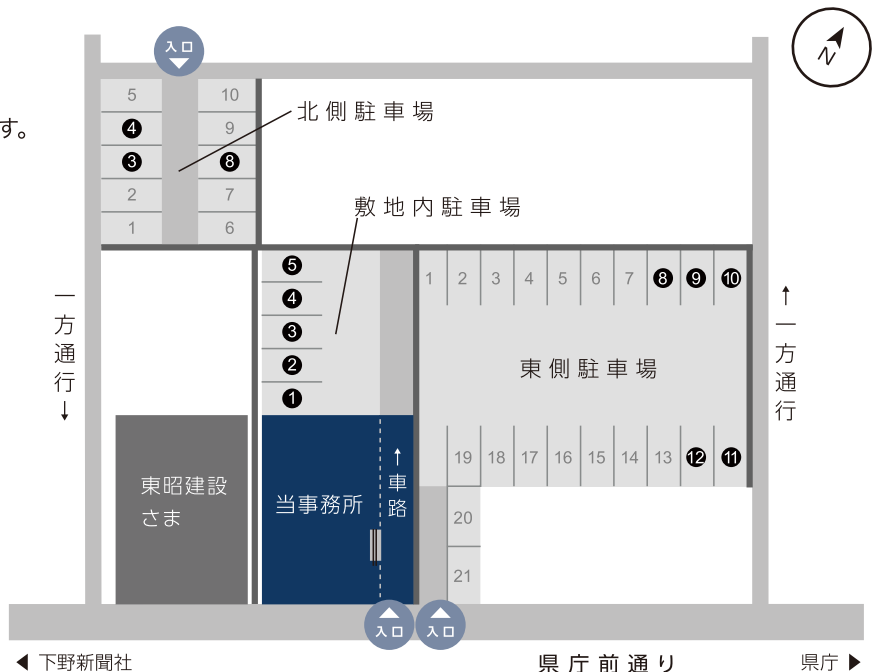 入口
N
す。
5 10
4 9
3 8
2 7
1 6
北側駐車場
敷地内駐車場
5
4
3
2
1
1 2 3 4 5 6 7 8 9 10
東側駐車場
19 18 17 16 15 14 13 12 11
20
21
一方通行↓
↑一方通行
東昭建設
さま
当事務所
↑車路
入口
入口
◀ 下野新聞社
県庁前通り
県庁 ▶